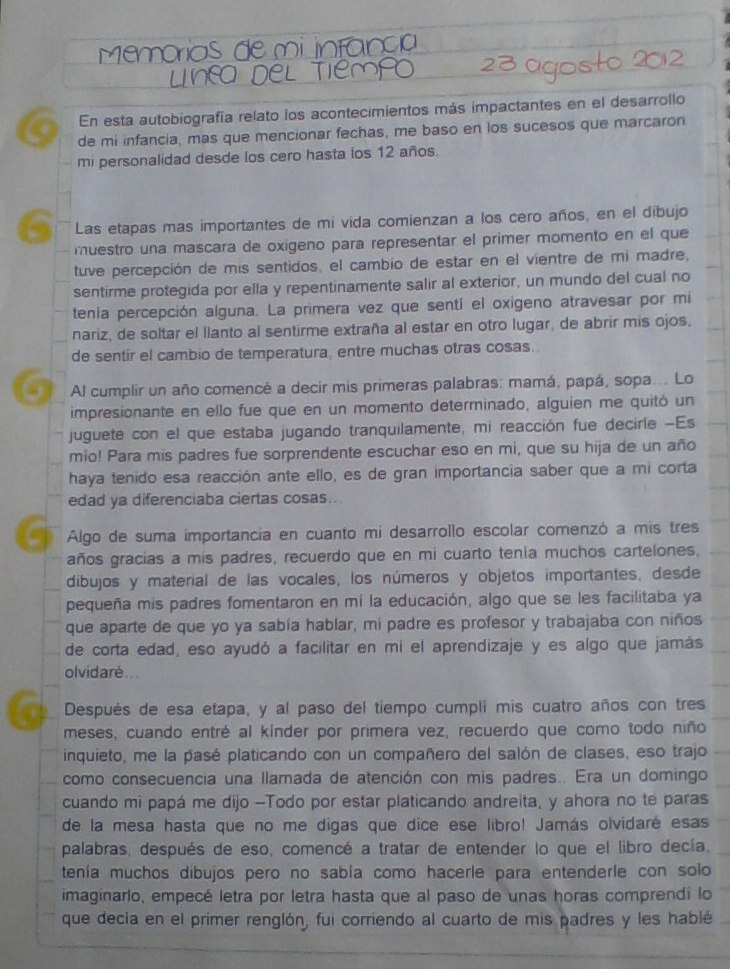 Memorias de mi infancia
Linea Del Tiempo
23 agosto 2012
En esta autobiografía relato los acontecimientos más impactantes en el desarrollo
de mi infancia, mas que mencionar fechas, me baso en los sucesos que marcaron
mi personalidad desde los cero hasta los 12 años.
Las etapas mas importantes de mi vida comienzan a los cero años, en el dibujo
muestro una mascara de oxigeno para representar el primer momento en el que
tuve percepción de mis sentidos, el cambio de estar en el vientre de mi madre,
sentirme protegida por ella y repentinamente salir al exterior, un mundo del cual no
tenía percepción alguna. La primera vez que sentí el oxigeno atravesar por mi
nariz, de soltar el llanto al sentirme extraña al estar en otro lugar, de abrir mis ojos,
de sentir el cambio de temperatura, entre muchas otras cosas..
Al cumplir un año comencé a decir mis primeras palabras: mamá, papá, sopa... Lo
impresionante en ello fue que en un momento determinado, alguien me quitó un
juguete con el que estaba jugando tranquilamente, mi reacción fue decirle –Es
mío! Para mis padres fue sorprendente escuchar eso en mi, que su hija de un año
haya tenido esa reacción ante ello, es de gran importancia saber que a mi corta
edad ya diferenciaba ciertas cosas...
Algo de suma importancia en cuanto mi desarrollo escolar comenzó a mis tres
años gracias a mis padres, recuerdo que en mi cuarto tenía muchos cartelones,
dibujos y material de las vocales, los números y objetos importantes, desde
pequeña mis padres fomentaron en mí la educación, algo que se les facilitaba ya
que aparte de que yo ya sabía hablar, mi padre es profesor y trabajaba con niños
de corta edad, eso ayudó a facilitar en mi el aprendizaje y es algo que jamás
olvidaré...
Después de esa etapa, y al paso del tiempo cumplí mis cuatro años con tres
meses, cuando entré al kínder por primera vez, recuerdo que como todo niño
inquieto, me la pasé platicando con un compañero del salón de clases, eso trajo
como consecuencia una llamada de atención con mis padres.. Era un domingo
cuando mi papá me dijo –Todo por estar platicando andreita, y ahora no te paras
de la mesa hasta que no me digas que dice ese libro! Jamás olvidaré esas
palabras, después de eso, comencé a tratar de entender lo que el libro decía,
tenía muchos dibujos pero no sabía como hacerle para entenderle con solo
imaginarlo, empecé letra por letra hasta que al paso de unas horas comprendí lo
que decía en el primer renglón, fui corriendo al cuarto de mis padres y les hablé